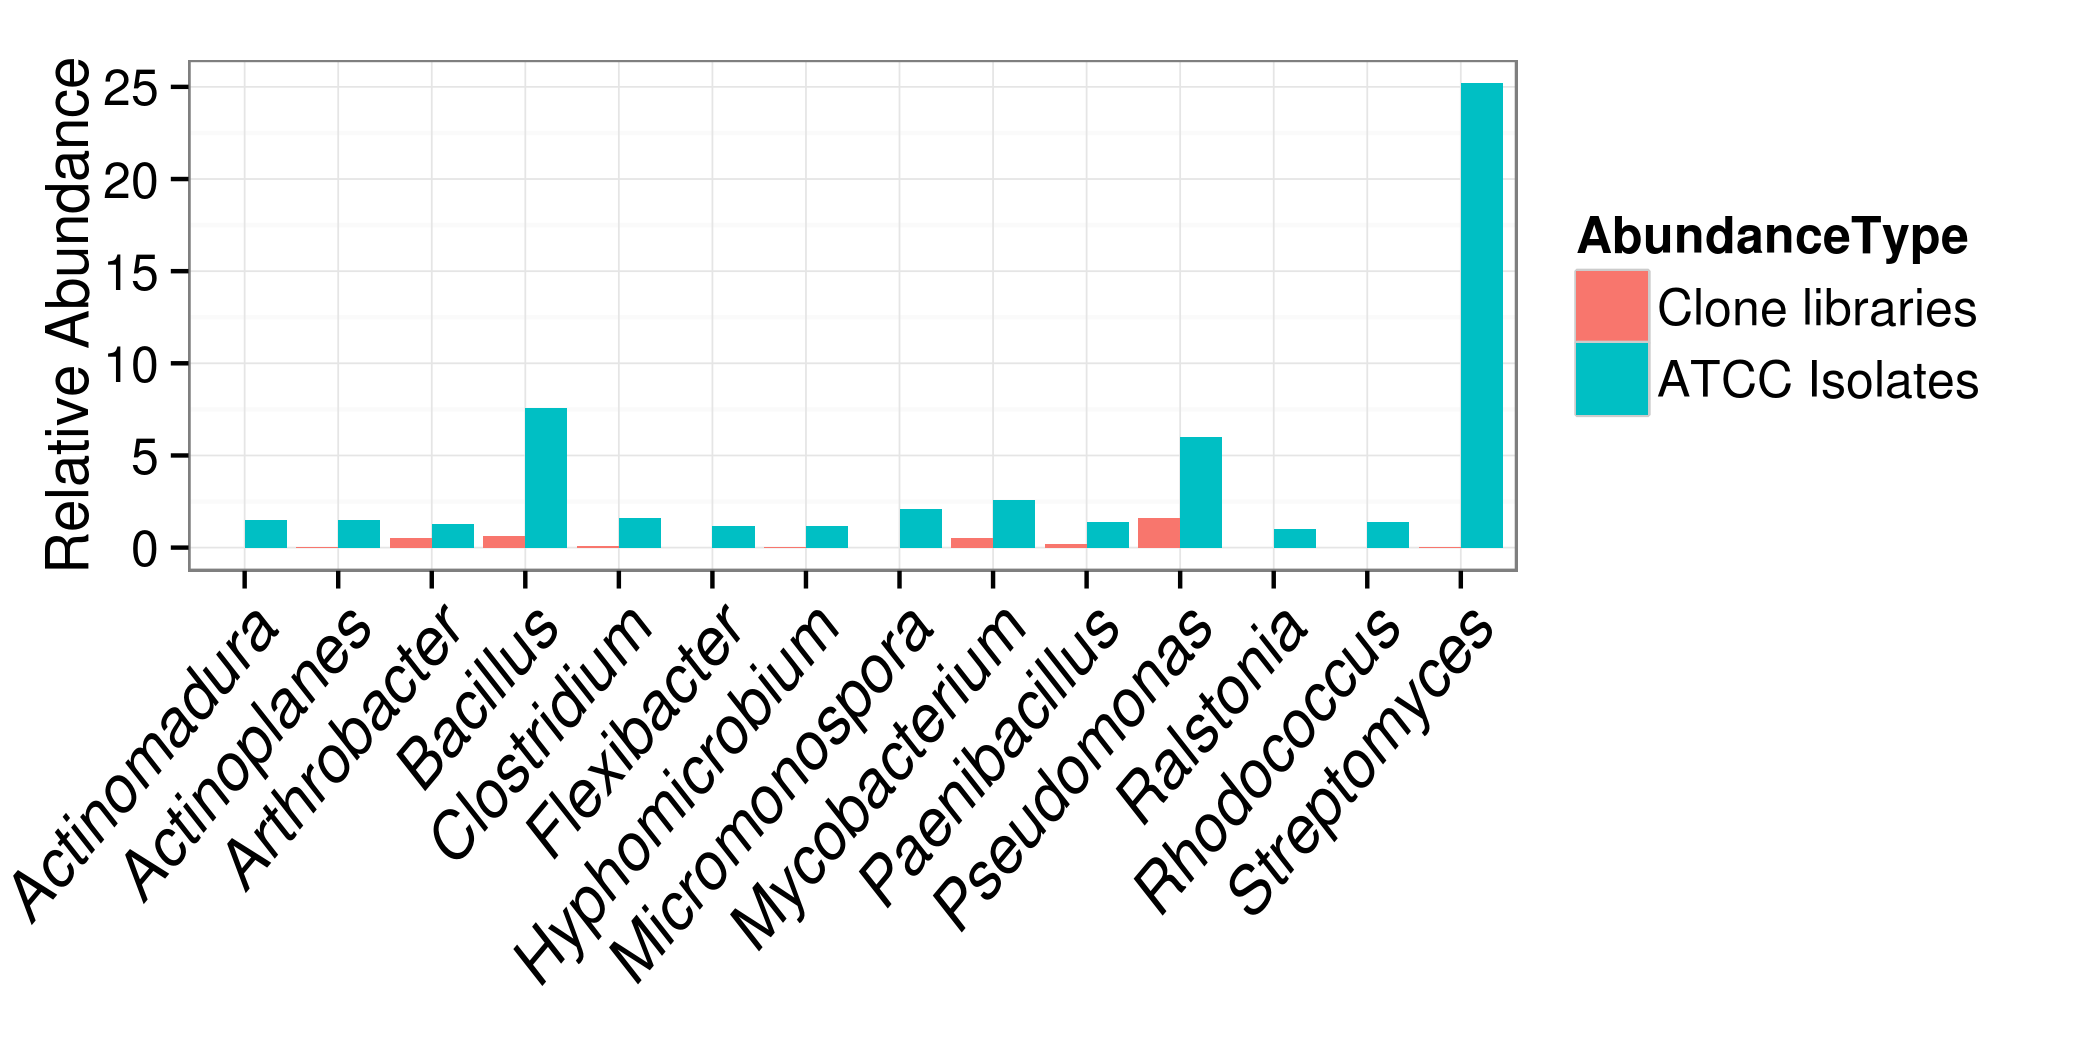 Relative Abundance
25
20
15
10
5
0
Actinomadura
Actinoplanes
Arthrobacter
Bacillus
Clostridium
Flexibacter
Hyphomicrobium
Micromonospora
Mycobacterium
Paenibacillus
Pseudomonas
Ralstonia
Rhodococcus
Streptomyces
AbundanceType
Clone libraries
ATCC Isolates